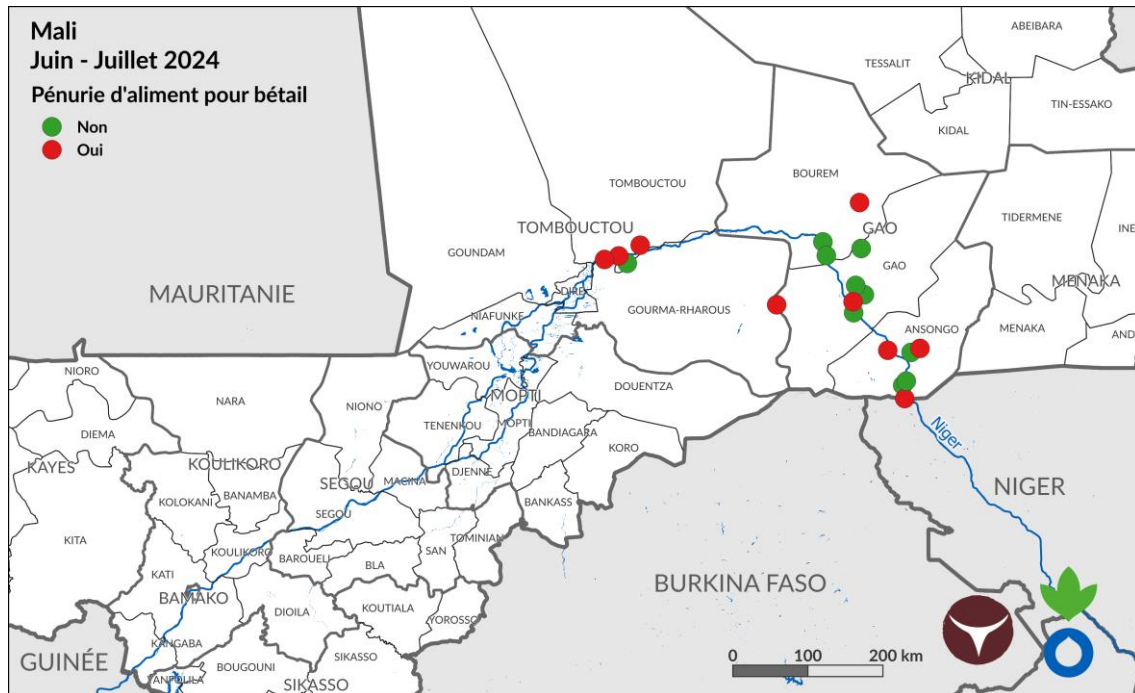 Mali
Juin - Juillet 2024
Pénurie d'aliment pour bétail
Non
Oui
ABEIBARA
TESSALIT
KIDAL
TIN-ESSAKO
KIDAL
BOUREM
TOMBOUCTOU
TIDERMENE
TOMBOUCTOU
GAO
INE
GOUNDAM
GAO
MENAKA
MAURITANIE
DIRE
GOURMA-RHAROUS
NIAFUNKE
ANSONGO
MENAKA
AND
YOUWAROU
NIORO
DOUENTZA
NARA
NIONO
MOPTI
TENENKOU
MOPTI
DIEMA
BANDIAGARA
Niger
KORO
KAYES
KOULIKORO
DJENNE
SEGOU
MACINA
NIGER
KOLOKANI
BANAMBA
BANKASS
SEGOU
KITA
TOMINIAN
KOULIKORO
SAN
BAROUELI
BLA
KATI
BURKINA FASO
BAMAKO
DIOILA
KOUTIALA
YOROSSO
KANGABA
GUINÉE
BOUGOUNI
SIKASSO
0 100 200 km
SIKASSO